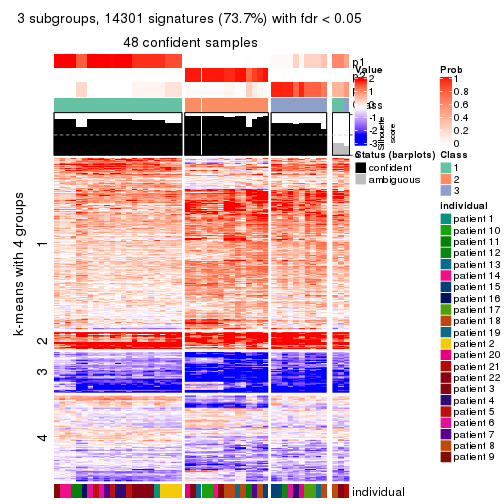 3 subgroups, 14301 signatures (73.7%) with fdr < 0.05
48 confident samples
p1
Value
2
1
0
-1
-2
-3
Silhouette
score
Prob
1
0.8
0.6
0.4
0.2
0
Status (barplots)
confident
ambiguous
Class
1
2
3
individual
patient 1
patient 10
patient 11
patient 12
patient 13
patient 14
patient 15
patient 16
patient 17
patient 18
patient 19
patient 2
patient 20
patient 21
patient 22
patient 3
patient 4
patient 5
patient 6
patient 7
patient 8
patient 9
k-means with 4 groups
1
2
3
4
individual